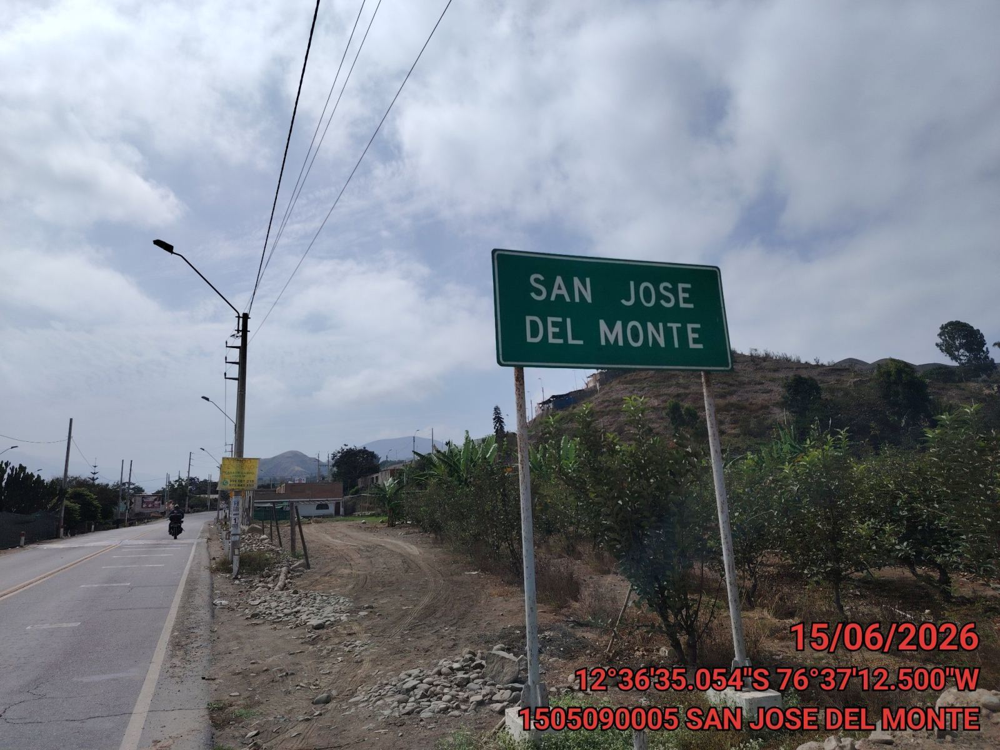 SAN JOSE
DEL MONTE
TERRENO
15/06/2026
12°36'35.054"S 76°37'12.500"W
1505090005 SAN JOSE DEL MONTE